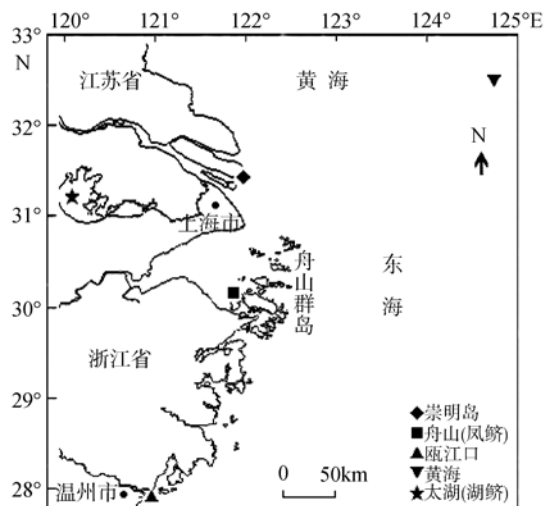 120° 121° 122° 123° 124° 125°E
33°
N
江苏省
黄 海
32°
N
31°
上海市
舟山群岛
东海
30°
浙江省
29°
◆崇明岛
■舟山(凤鲚)
▲瓯江口
▼黄海
★太湖(湖鲚)
28°
温州市
0 50km